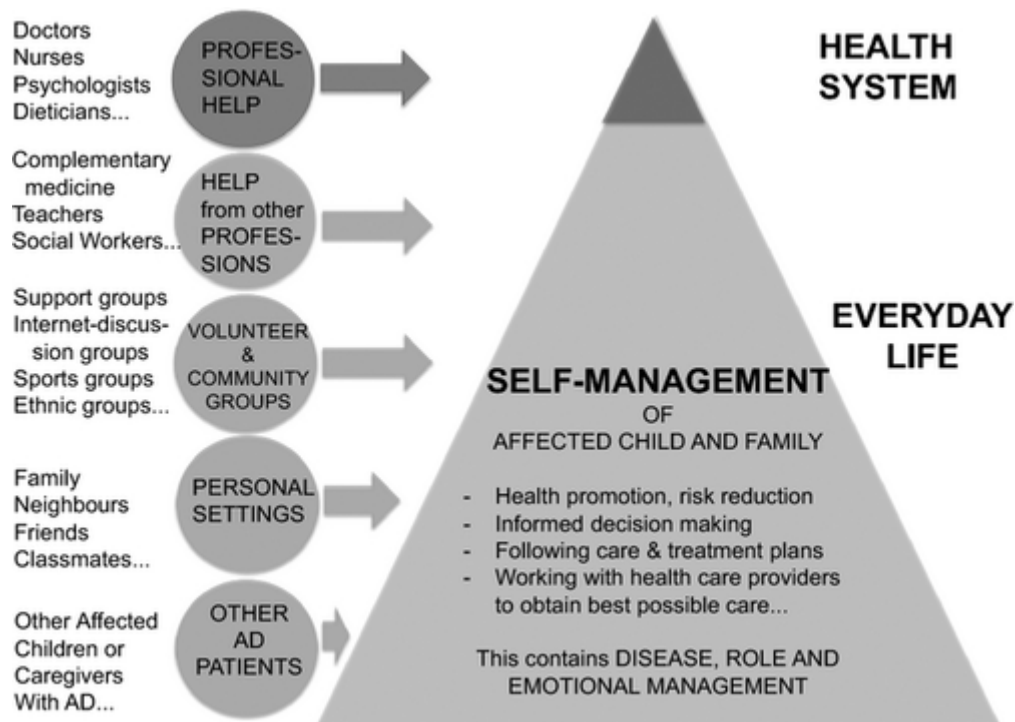 Doctors
Nurses
Psychologists
Dieticians...
PROFES-
SIONAL
HELP
HEALTH
SYSTEM
Complementary
medicine
Teachers
Social Workers...
HELP
from other
PROFES-
SIONS
Support groups
Internet-discus-
sion groups
Sports groups
Ethnic groups...
VOLUNTEER
&
COMMUNITY
GROUPS
EVERYDAY
LIFE
SELF-MANAGEMENT
OF
AFFECTED CHILD AND FAMILY
Family
Neighbours
Friends
Classmates...
PERSONAL
SETTINGS
- Health promotion, risk reduction
- Informed decision making
- Following care & treatment plans
- Working with health care providers
to obtain best possible care...
Other Affected
Children or
Caregivers
With AD...
OTHER
AD
PATIENTS
This contains DISEASE, ROLE AND
EMOTIONAL MANAGEMENT